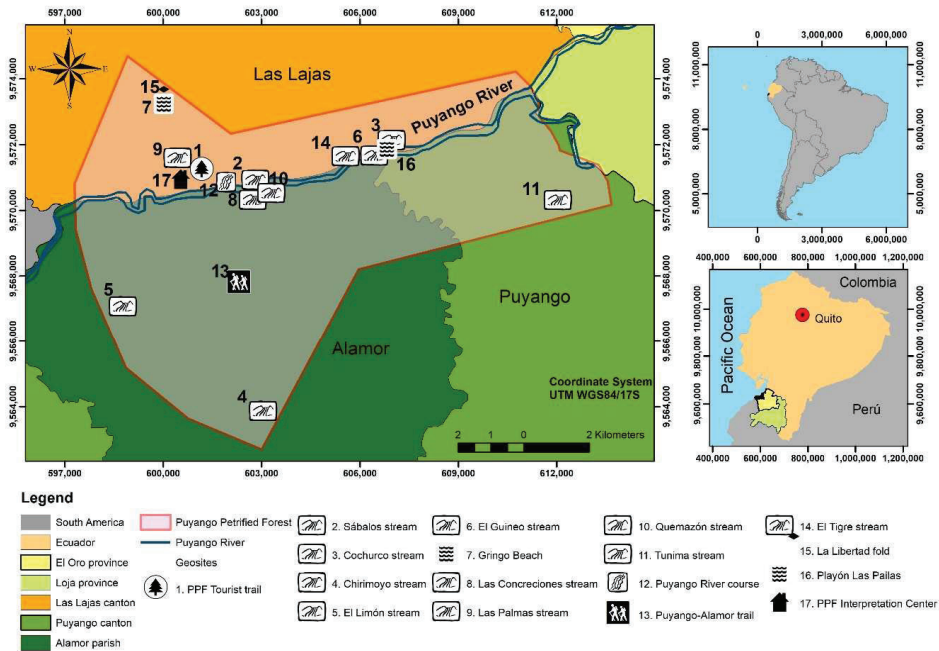 597,000 600,000 603,000 606,000 609,000 612,000
9,574,000
9,572,000
9,570,000
9,568,000
9,566,000
9,564,000
N
W E
S
Las Lajas
Puyango River
15
7
9
1
17
12
2
10
8
14
6
3
16
11
13
5
4
Puyango
Alamor
Coordinate System
UTM WGS84/17S
2 1 0 2 Kilometers
9,574,000
9,572,000
9,570,000
9,568,000
9,566,000
9,564,000
597,000 600,000 603,000 606,000 609,000 612,000
0 3,000,000 6,000,000
11,000,000
9,000,000
7,000,000
5,000,000
11,000,000
9,000,000
7,000,000
5,000,000
0 3,000,000 6,000,000
Colombia
Pacific Ocean
Quito
Perú
10,000,000
9,800,000
9,600,000
10,000,000
9,800,000
9,600,000
400,000 600,000 800,000 1,000,000 1,200,000
Legend
South America
Ecuador
El Oro province
Loja province
Las Lajas canton
Puyango canton
Alamor parish
Puyango Petrified Forest
Puyango River
Geosites
1. PPF Tourist trail
2. Sábalos stream
3. Cochurco stream
4. Chirimoyo stream
5. El Limón stream
6. El Guineo stream
7. Gringo Beach
8. Las Concreciones stream
9. Las Palmas stream
10. Quemazón stream
11. Tunima stream
12. Puyango River course
13. Puyango-Alamor trail
14. El Tigre stream
15. La Libertad fold
16. Playón Las Pailas
17. PPF Interpretation Center